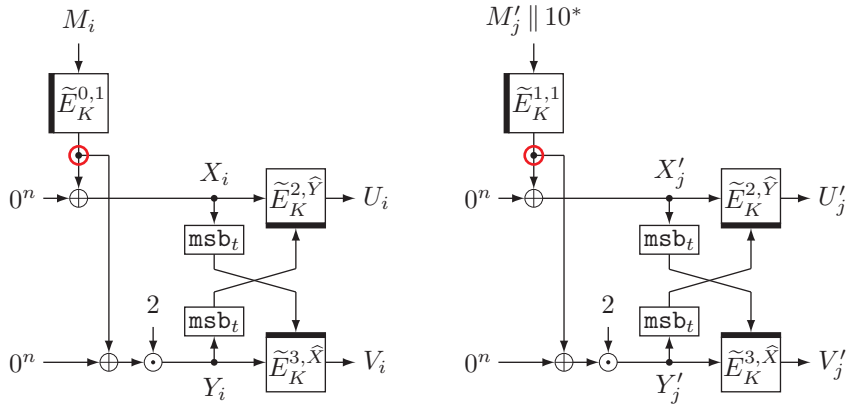 M_i
M'_j ∥ 10*
Ẽ_K^{0,1}
Ẽ_K^{1,1}
X_i
X'_j
0^n
Ẽ_K^{2,Ŷ}
U_i
0^n
Ẽ_K^{2,Ŷ}
U'_j
msb_t
msb_t
2
msb_t
2
msb_t
0^n
Ẽ_K^{3,X̂}
V_i
0^n
Ẽ_K^{3,X̂}
V'_j
Y_i
Y'_j